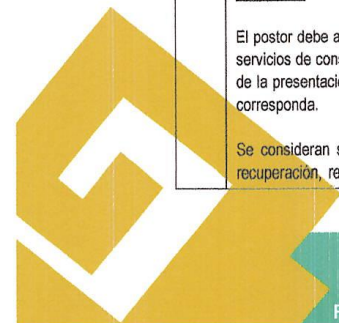 El postor debe a
servicios de cons
de la presentació
corresponda.
Se consideran s
recuperación, re